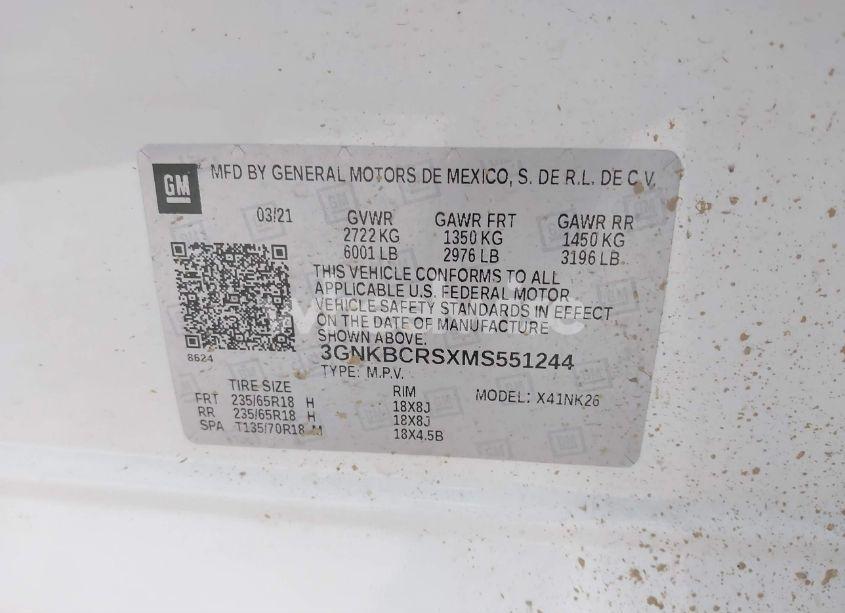 GM MFD BY GENERAL MOTORS DE MEXICO, S. DE R.L. DE C.V.
03/21 GVWR GAWR FRT GAWR RR
2722 KG 1350 KG 1450 KG
6001 LB 2976 LB 3196 LB
THIS VEHICLE CONFORMS TO ALL
APPLICABLE U.S. FEDERAL MOTOR
VEHICLE SAFETY STANDARDS IN EFFECT
ON THE DATE OF MANUFACTURE
SHOWN ABOVE.
8624
3GNKBCRSXMS551244
TYPE: M.P.V.
TIRE SIZE RIM MODEL: X41NK26
FRT 235/65R18 H 18X8J
RR 235/65R18 H 18X8J
SPA T135/70R18 M 18X4.5B